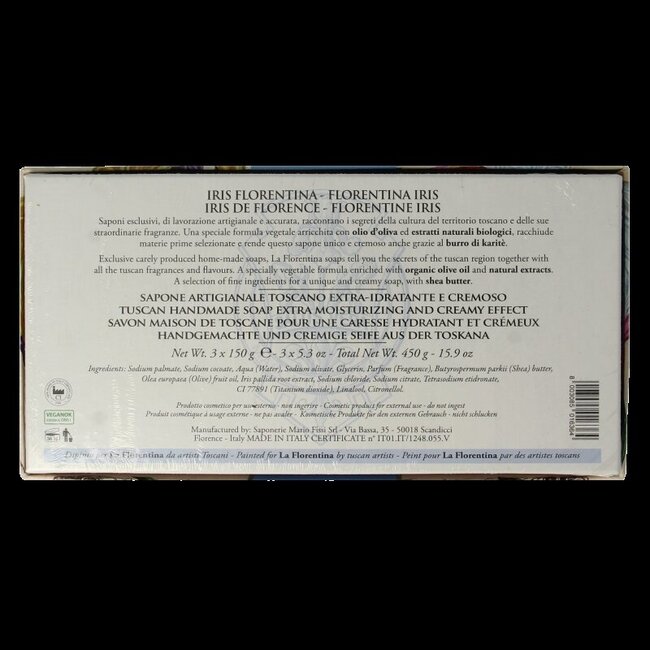 IRIS FLORENTINA - FLORENTINA IRIS
IRIS DE FLORENCE - FLORENTINE IRIS
Saponi esclusivi, di lavorazione artigianale e accurata, raccontano i segreti della cultura del territorio toscano e delle sue
straordinarie fragranze. Una speciale formula vegetale arricchita con olio d'oliva ed estratti naturali biologici, racchiude
materie prime selezionate e rende questo sapone unico e cremoso anche grazie al burro di karitè.
Exclusive carely produced home-made soaps, La Florentina soaps tell you the secrets of the tuscan region together with
all the tuscan fragrances and flavours. A specially vegetable formula enriched with organic olive oil and natural extracts.
A selection of fine ingredients for a unique and creamy soap, with shea butter.
SAPONE ARTIGIANALE TOSCANO EXTRA-IDRATANTE E CREMOSO
TUSCAN HANDMADE SOAP EXTRA MOISTURIZING AND CREAMY EFFECT
SAVON MAISON DE TOSCANE POUR UNE CARESSE HYDRATANT ET CRÉMEUX
HANDGEMACHTE UND CREMIGE SEIFE AUS DER TOSKANA
Net Wt. 3 x 150 g ℮ - 3 x 5.3 oz - Total Net Wt. 450 g - 15.9 oz
Ingredients: Sodium palmate, Sodium cocoate, Aqua (Water), Sodium olivate, Glycerin, Parfum (Fragrance), Butyrospermum parkii (Shea) butter,
Olea europaea (Olive) fruit oil, Iris pallida root extract, Sodium chloride, Sodium citrate, Tetrasodium etidronate,
CI 77891 (Titanium dioxide), Linalool, Citronellol.
Prodotto cosmetico per uso esterno - non ingerire - Cosmetic product for external use - do not ingest
Produit cosmétique à usage externe - ne pas avaler - Kosmetische Produkte für den externen Gebrauch - nicht schlucken
Manufactured by: Saponerie Mario Fissi Srl - Via Bassa, 35 - 50018 Scandicci
Florence - Italy MADE IN ITALY CERTIFICATE n° IT01.IT/1248.055.V
VEGANOK
Dipinto per La Florentina da artisti Toscani - Painted for La Florentina by tuscan artists - Peint pour La Florentina par des artistes toscans